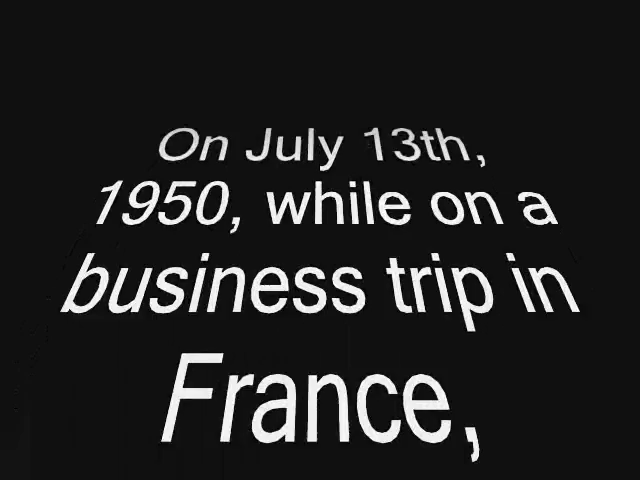 On July 13th,
1950, while on a
business trip in
France,